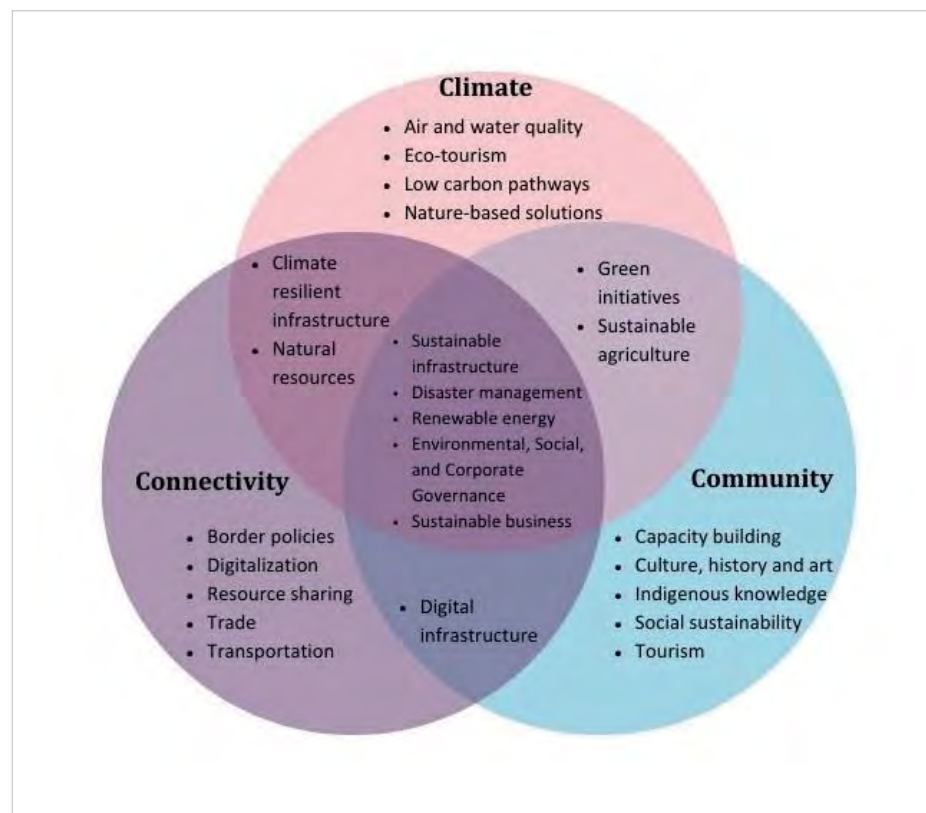 Climate
• Air and water quality
• Eco-tourism
• Low carbon pathways
• Nature-based solutions
• Climate
resilient
infrastructure
• Natural
resources
• Green
initiatives
• Sustainable
agriculture
• Sustainable
infrastructure
• Disaster management
• Renewable energy
• Environmental, Social,
and Corporate
Governance
• Sustainable business
Connectivity
• Border policies
• Digitalization
• Resource sharing
• Trade
• Transportation
• Digital
infrastructure
Community
• Capacity building
• Culture, history and art
• Indigenous knowledge
• Social sustainability
• Tourism